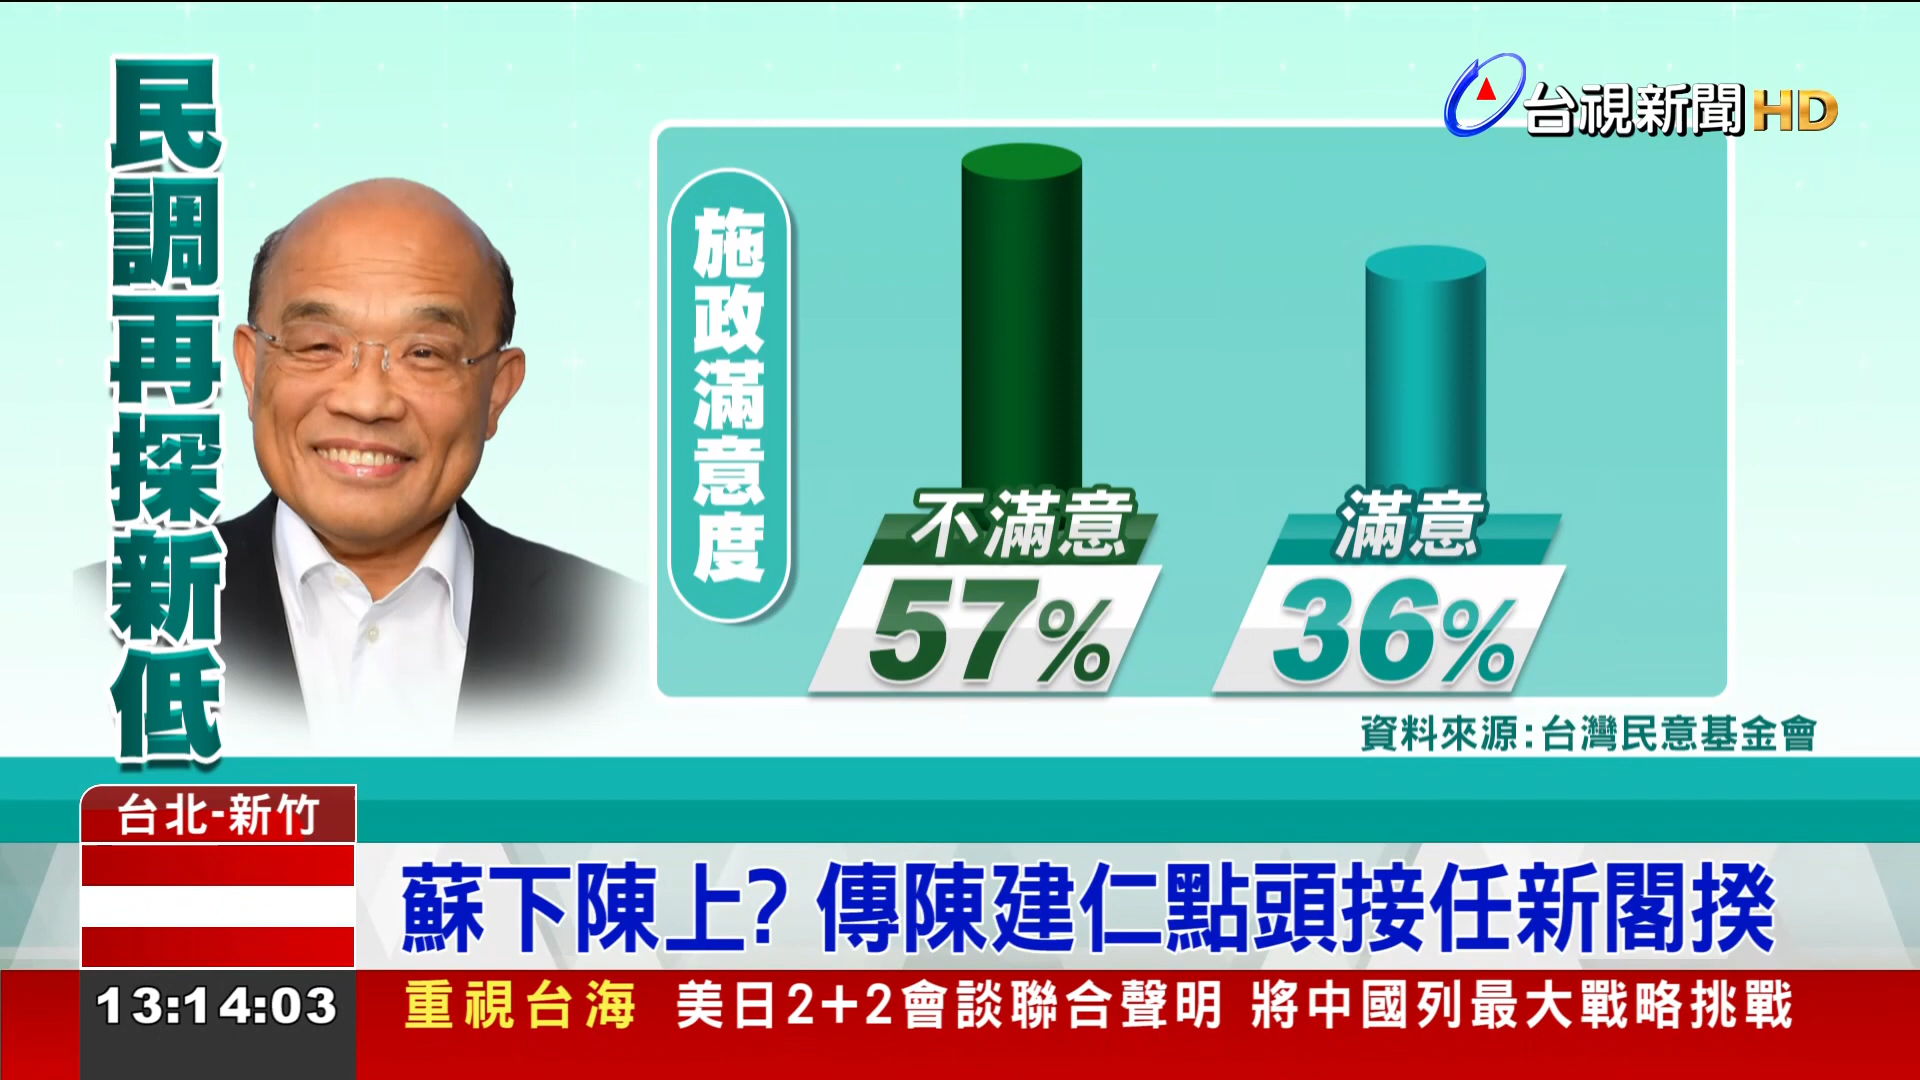 民調再探新低
台視新聞HD
施政滿意度
不滿意
57%
滿意
36%
資料來源:台灣民意基金會
台北-新竹
蘇下陳上? 傳陳建仁點頭接任新閣揆
13:14:03
重視台海 美日2+2會談聯合聲明 將中國列最大戰略挑戰